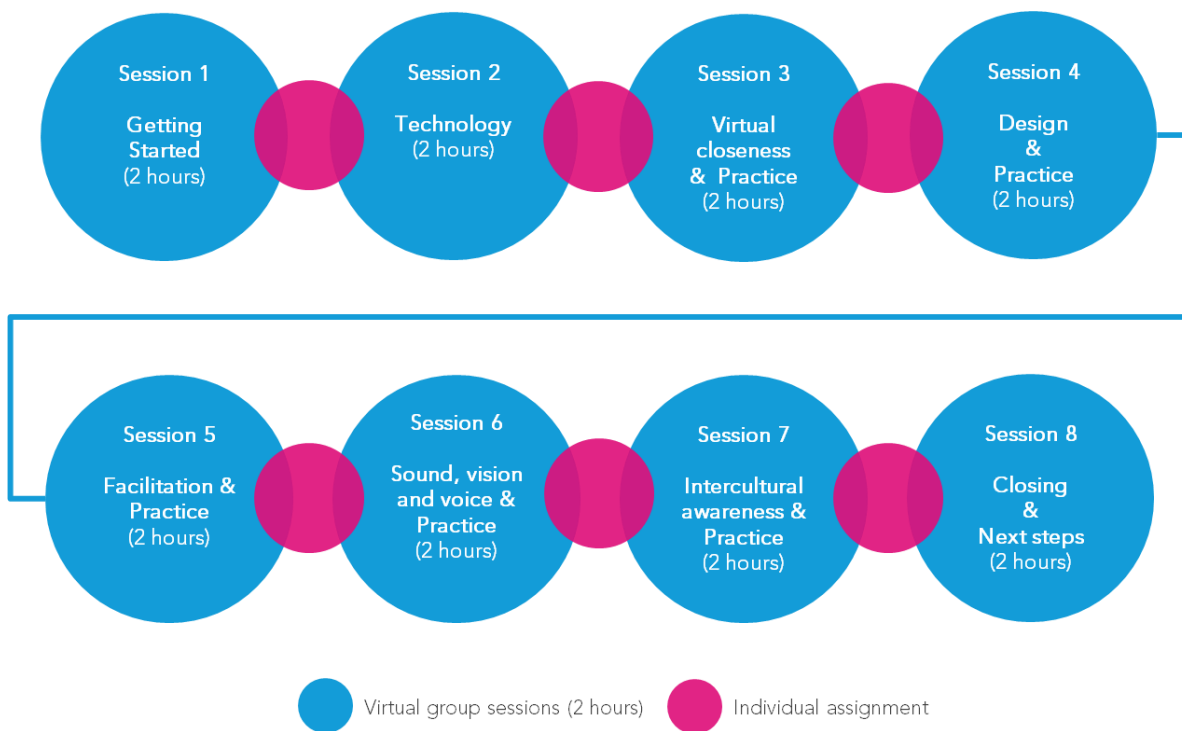 Session 1
Getting
Started
(2 hours)
Session 2
Technology
(2 hours)
Session 3
Virtual
closeness
& Practice
(2 hours)
Session 4
Design
&
Practice
(2 hours)
Session 5
Facilitation &
Practice
(2 hours)
Session 6
Sound, vision
and voice &
Practice
(2 hours)
Session 7
Intercultural
awareness &
Practice
(2 hours)
Session 8
Closing
&
Next steps
(2 hours)
Virtual group sessions (2 hours)
Individual assignment